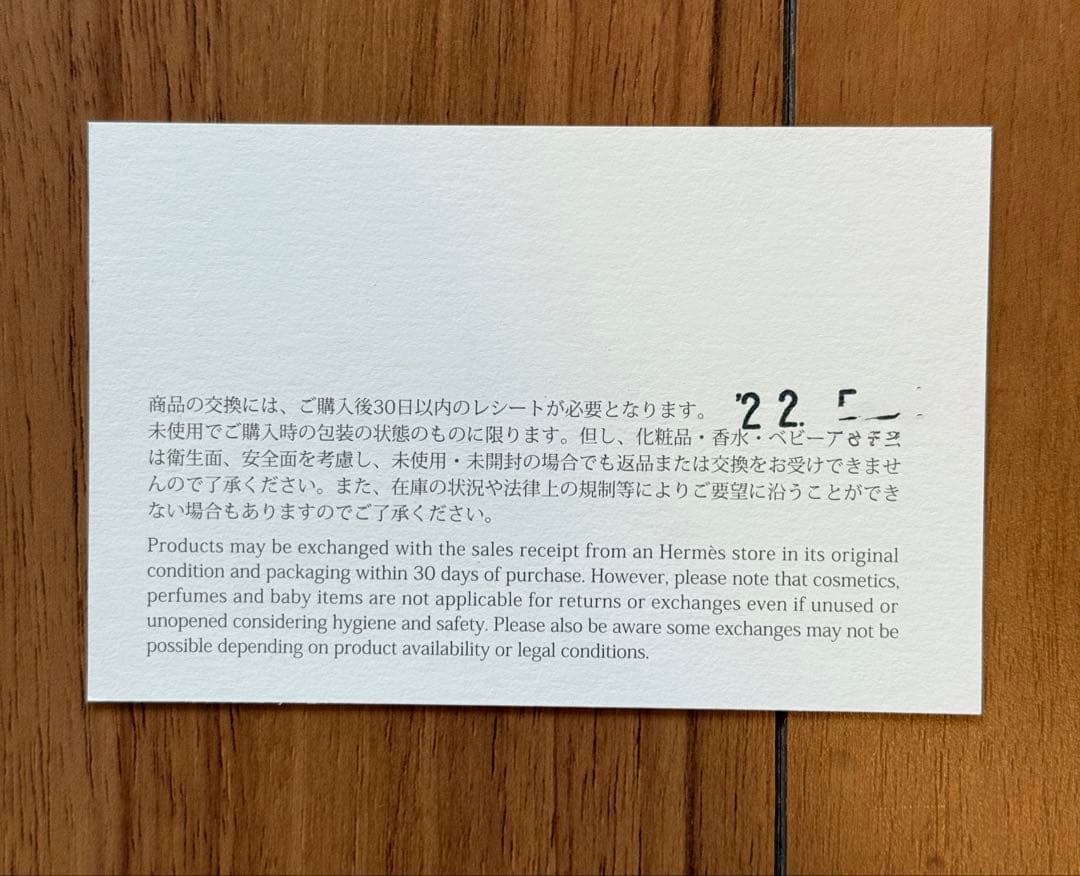 商品の交換には、ご購入後30日以内のレシートが必要となります。
'22.
未使用でご購入時の包装の状態のものに限ります。但し、化粧品・香水・ベビーア
は衛生面、安全面を考慮し、未使用・未開封の場合でも返品または交換をお受けできませ
んので了承ください。また、在庫の状況や法律上の規制等によりご要望に沿うことができ
ない場合もありますのでご了承ください。
Products may be exchanged with the sales receipt from an Hermès store in its original
condition and packaging within 30 days of purchase. However, please note that cosmetics,
perfumes and baby items are not applicable for returns or exchanges even if unused or
unopened considering hygiene and safety. Please also be aware some exchanges may not be
possible depending on product availability or legal conditions.